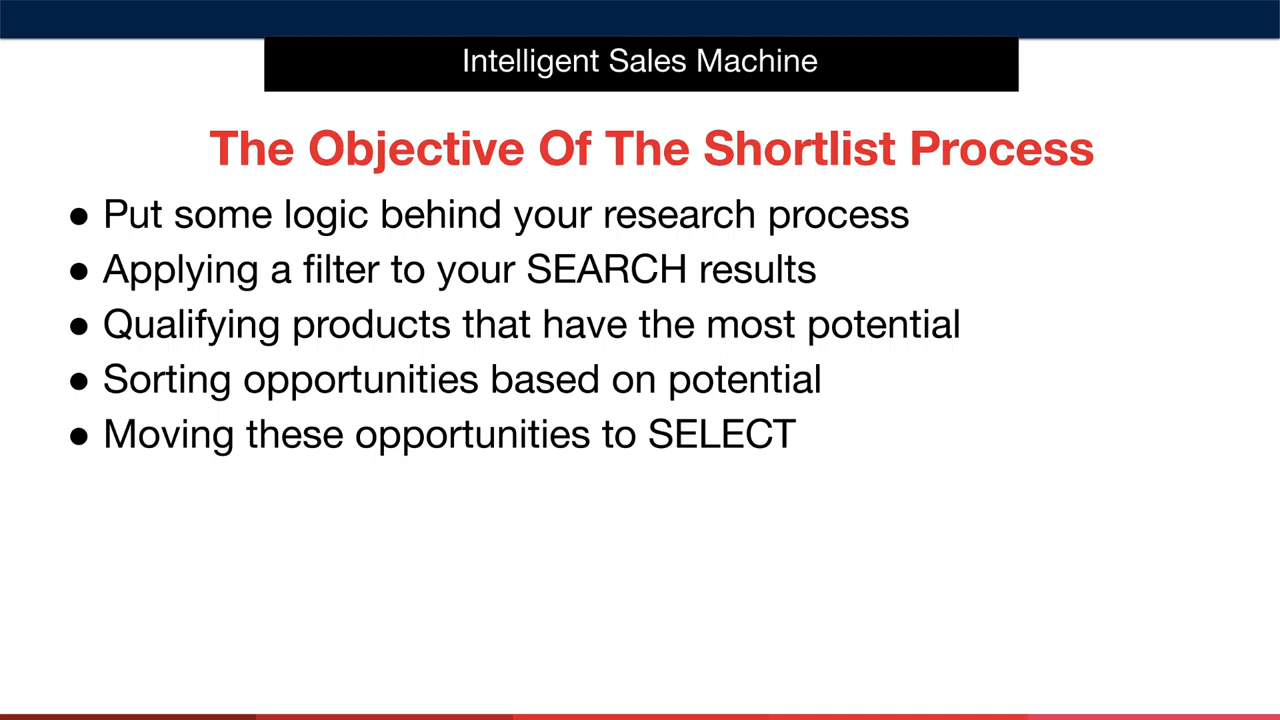 Intelligent Sales Machine
The Objective Of The Shortlist Process
● Put some logic behind your research process
● Applying a filter to your SEARCH results
● Qualifying products that have the most potential
● Sorting opportunities based on potential
● Moving these opportunities to SELECT